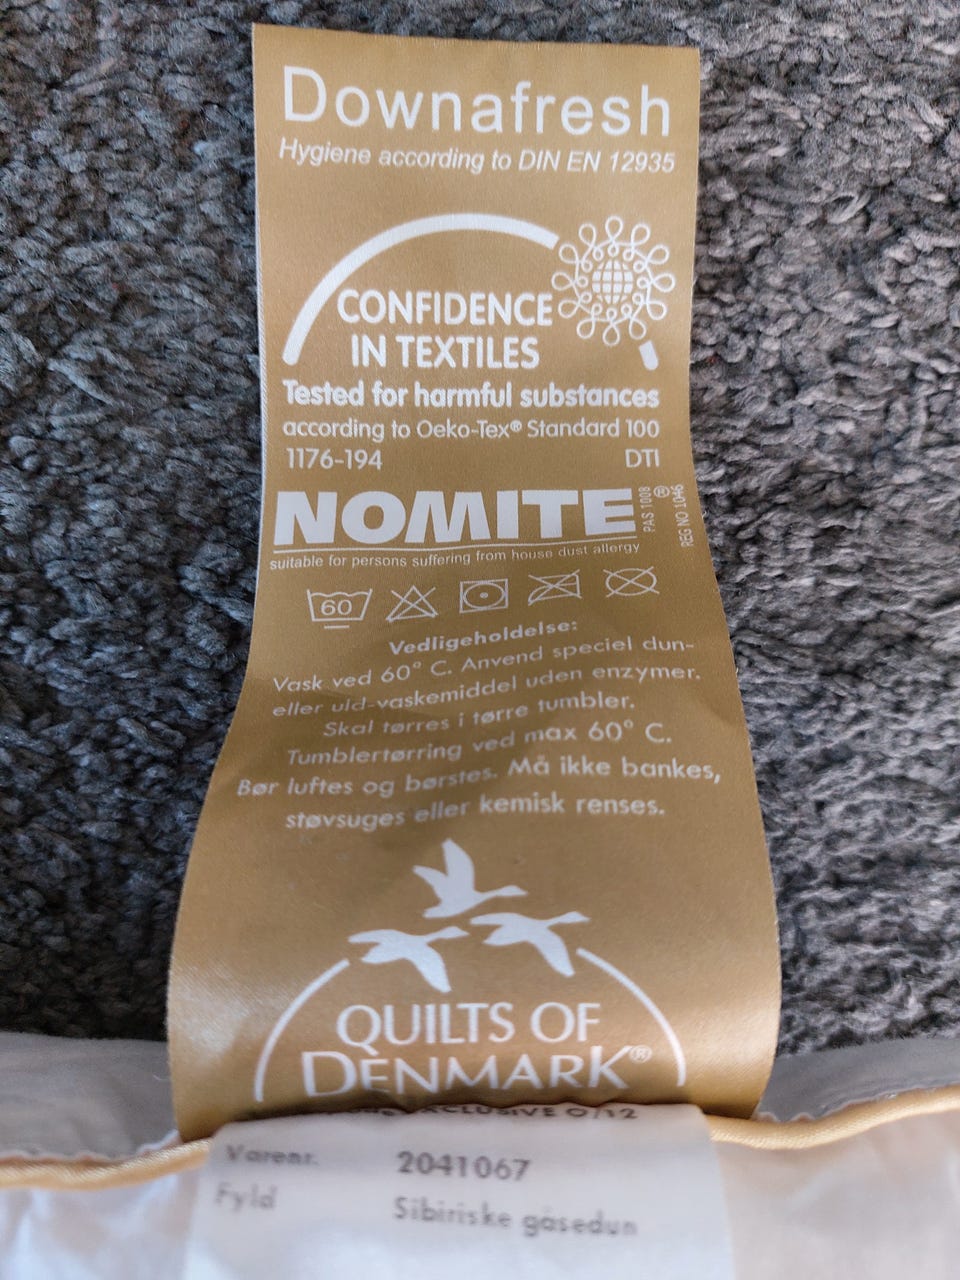 Downafresh
Hygiene according to DIN EN 12935
CONFIDENCE
IN TEXTILES
Tested for harmful substances
according to Oeko-Tex® Standard 100
1176-194 DTI
NOMITE ®
PAS 1008
REG NO 1046
suitable for persons suffering from house dust allergy
60
Vedligeholdelse:
Vask ved 60° C. Anvend speciel dun-
eller uld-vaskemiddel uden enzymer.
Skal tørres i tørre tumbler.
Tumblertørring ved max 60° C.
Bør luftes og børstes. Må ikke bankes,
støvsuges eller kemisk renses.
QUILTS OF
DENMARK®
EXCLUSIVE 07/12
Varenr. 2041067
Fyld Sibiriske gåsedun